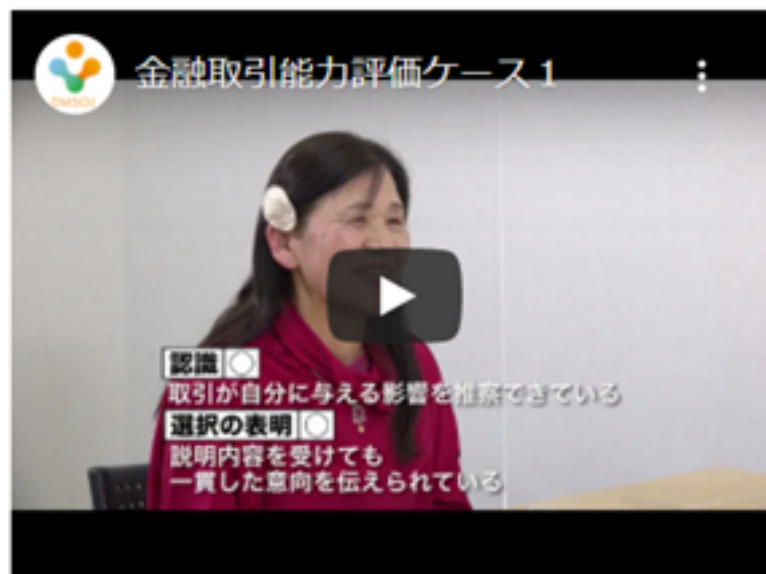 金融取引能力評価ケース1
認識 ○
取引が自分に与える影響を推察できている
選択の表明 ○
説明内容を受けても
一貫した意向を伝えられている